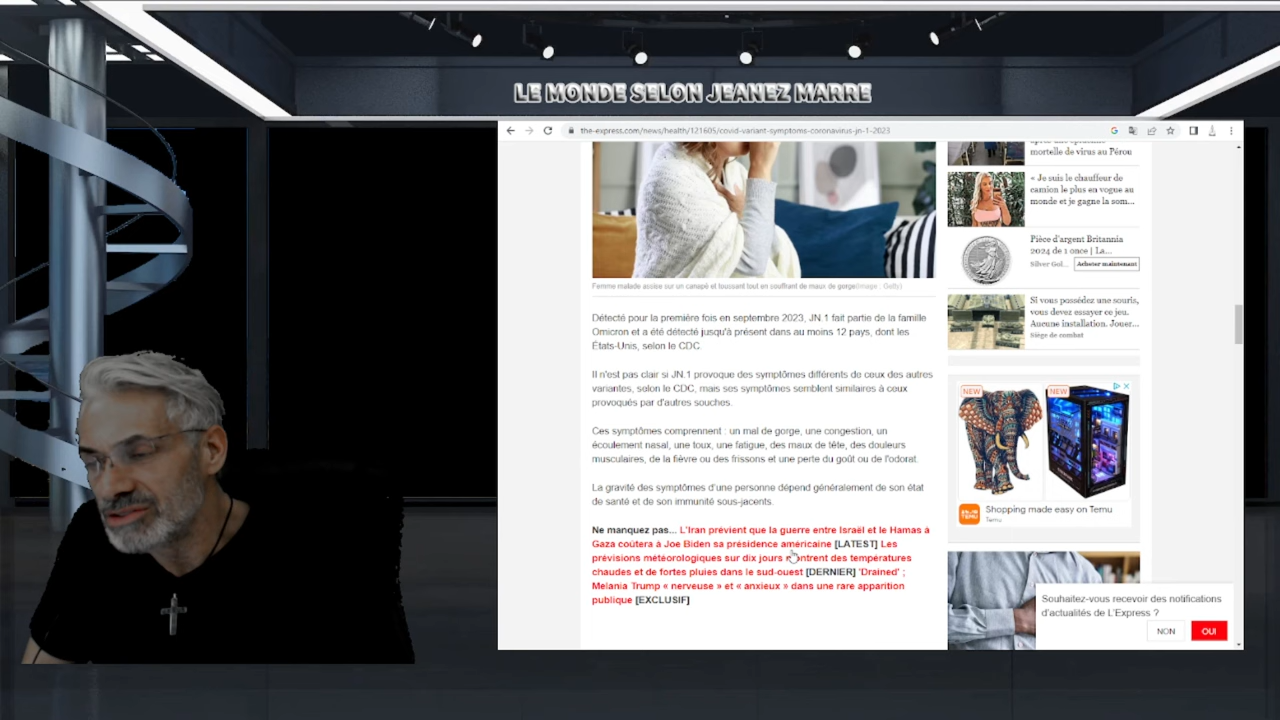 LE MONDE SELON JEANEZ MARRE
the-express.com/news/health/121605/covid-variant-symptoms-coronavirus-jn-1-2023
mortelle de virus au Pérou
« Je suis le chauffeur de
camion le plus en vogue au
monde et je gagne la som...
Pièce d'argent Britannia
2024 de 1 once | La...
Silver Gol...
Acheter maintenant
Si vous possédez une souris,
vous devez essayer ce jeu.
Aucune installation. Jouer...
Siège de combat
Femme malade assise sur un canapé et toussant tout en souffrant de maux de gorge(Image : Getty)
Détecté pour la première fois en septembre 2023, JN.1 fait partie de la famille
Omicron et a été détecté jusqu'à présent dans au moins 12 pays, dont les
États-Unis, selon le CDC.
Il n'est pas clair si JN.1 provoque des symptômes différents de ceux des autres
variantes, selon le CDC, mais ses symptômes semblent similaires à ceux
provoqués par d'autres souches.
Ces symptômes comprennent : un mal de gorge, une congestion, un
écoulement nasal, une toux, une fatigue, des maux de tête, des douleurs
musculaires, de la fièvre ou des frissons et une perte du goût ou de l'odorat.
La gravité des symptômes d'une personne dépend généralement de son état
de santé et de son immunité sous-jacents.
Ne manquez pas... L'Iran prévient que la guerre entre Israël et le Hamas à
Gaza coûtera à Joe Biden sa présidence américaine [LATEST] Les
prévisions météorologiques sur dix jours montrent des températures
chaudes et de fortes pluies dans le sud-ouest [DERNIER] 'Drained' ;
Melania Trump « nerveuse » et « anxieux » dans une rare apparition
publique [EXCLUSIF]
NEW
NEW
Shopping made easy on Temu
Temu
Souhaitez-vous recevoir des notifications
d'actualités de L'Express ?
NON
OUI